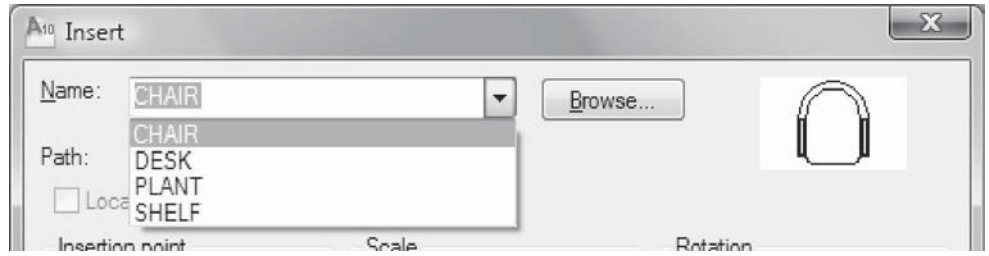 A10 Insert
Name: CHAIR Browse...
CHAIR
Path: DESK
PLANT
SHELF
Insertion point Scale Rotation